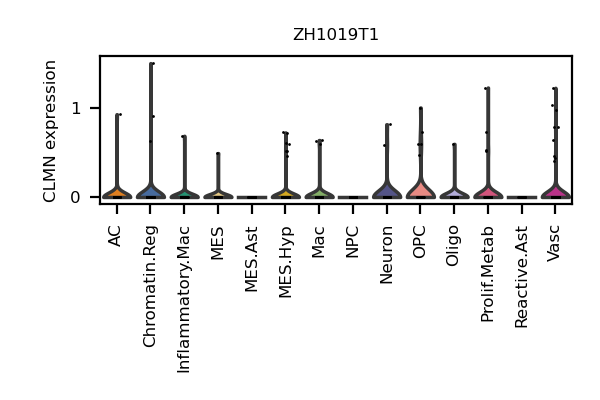 ZH1019T1
CLMN expression
1
0
AC
Chromatin.Reg
Inflammatory.Mac
MES
MES.Ast
MES.Hyp
Mac
NPC
Neuron
OPC
Oligo
Prolif.Metab
Reactive.Ast
Vasc